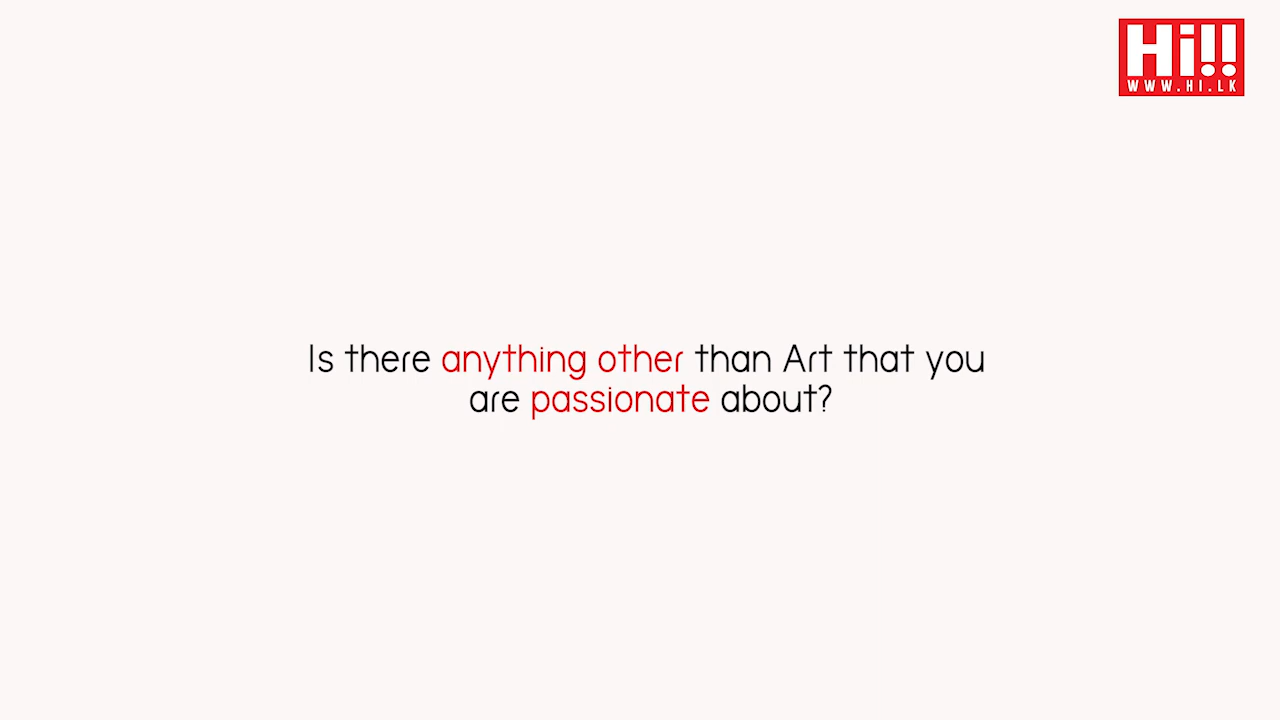 Hi!!
WWW.HI.LK
Is there anything other than Art that you
are passionate about?